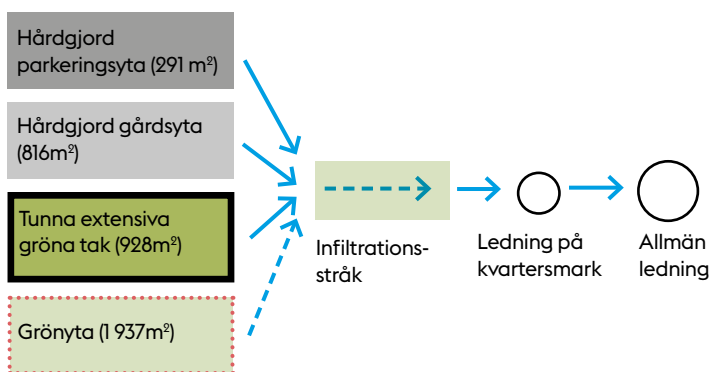 Hårdgjord
parkeringsyta (291 m²)
Hårdgjord gårdsyta
(816m²)
Tunna extensiva
gröna tak (928m²)
Grönyta (1 937m²)
Infiltrations-
stråk
Ledning på
kvartersmark
Allmän
ledning